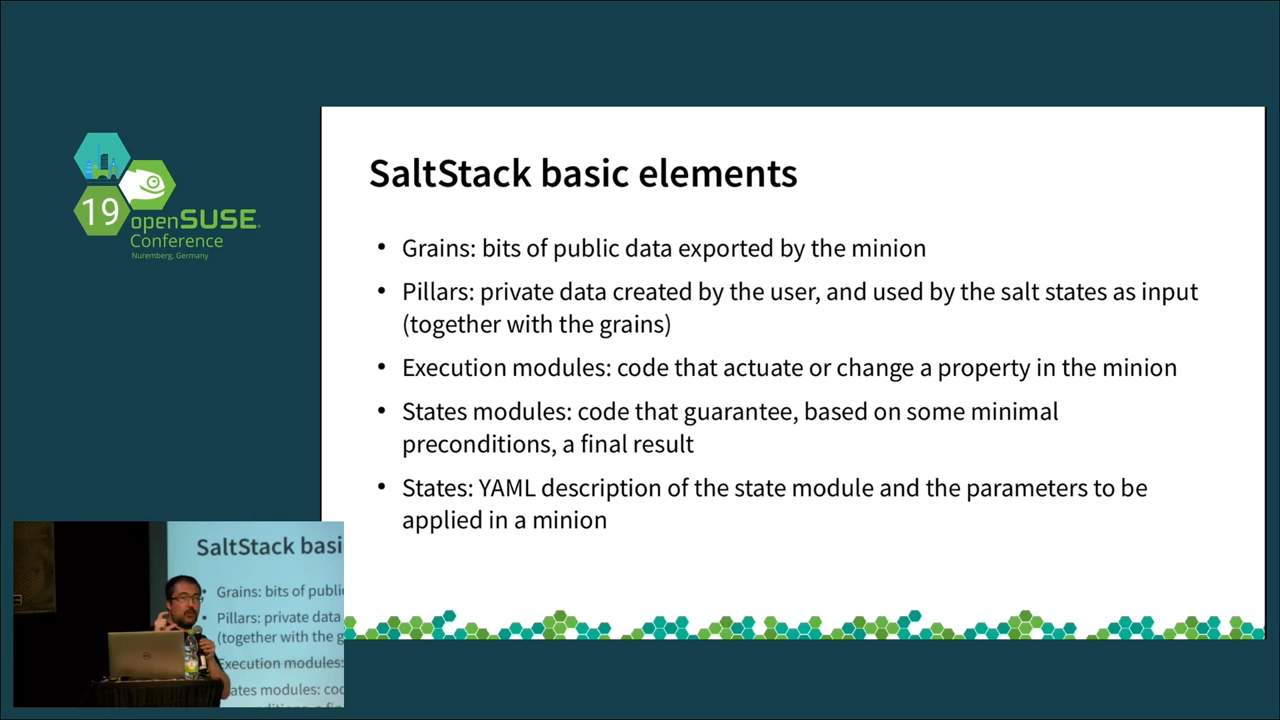 19
openSUSE
Conference
Nuremberg, Germany
SaltStack basic elements
• Grains: bits of public data exported by the minion
• Pillars: private data created by the user, and used by the salt states as input
(together with the grains)
• Execution modules: code that actuate or change a property in the minion
• States modules: code that guarantee, based on some minimal
preconditions, a final result
• States: YAML description of the state module and the parameters to be
applied in a minion
SaltStack basi
Grains: bits of publi
Pillars: private data
(together with the g
Execution modules:
ates modules: cod